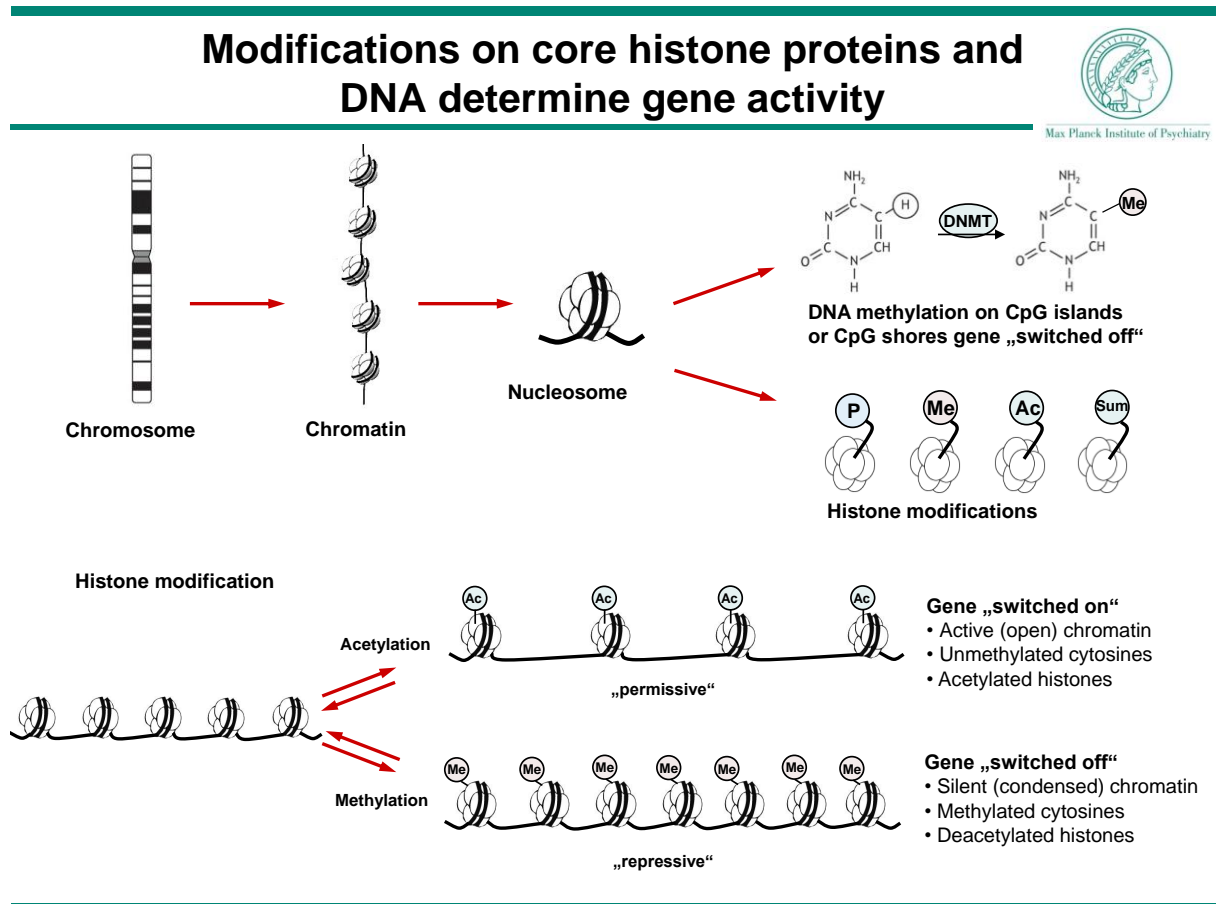 Modifications on core histone proteins and
DNA determine gene activity
Max Planck Institute of Psychiatry
Chromosome
Chromatin
Nucleosome
NH2
N
C
C
H
C
CH
O
N
H
DNMT
NH2
N
C
C
Me
C
CH
O
N
H
DNA methylation on CpG islands
or CpG shores gene „switched off“
P
Me
Ac
Sum
Histone modifications
Histone modification
Acetylation
Ac
Ac
Ac
Ac
„permissive“
Gene „switched on“
• Active (open) chromatin
• Unmethylated cytosines
• Acetylated histones
Methylation
Me
Me
Me
Me
Me
Me
Me
„repressive“
Gene „switched off“
• Silent (condensed) chromatin
• Methylated cytosines
• Deacetylated histones